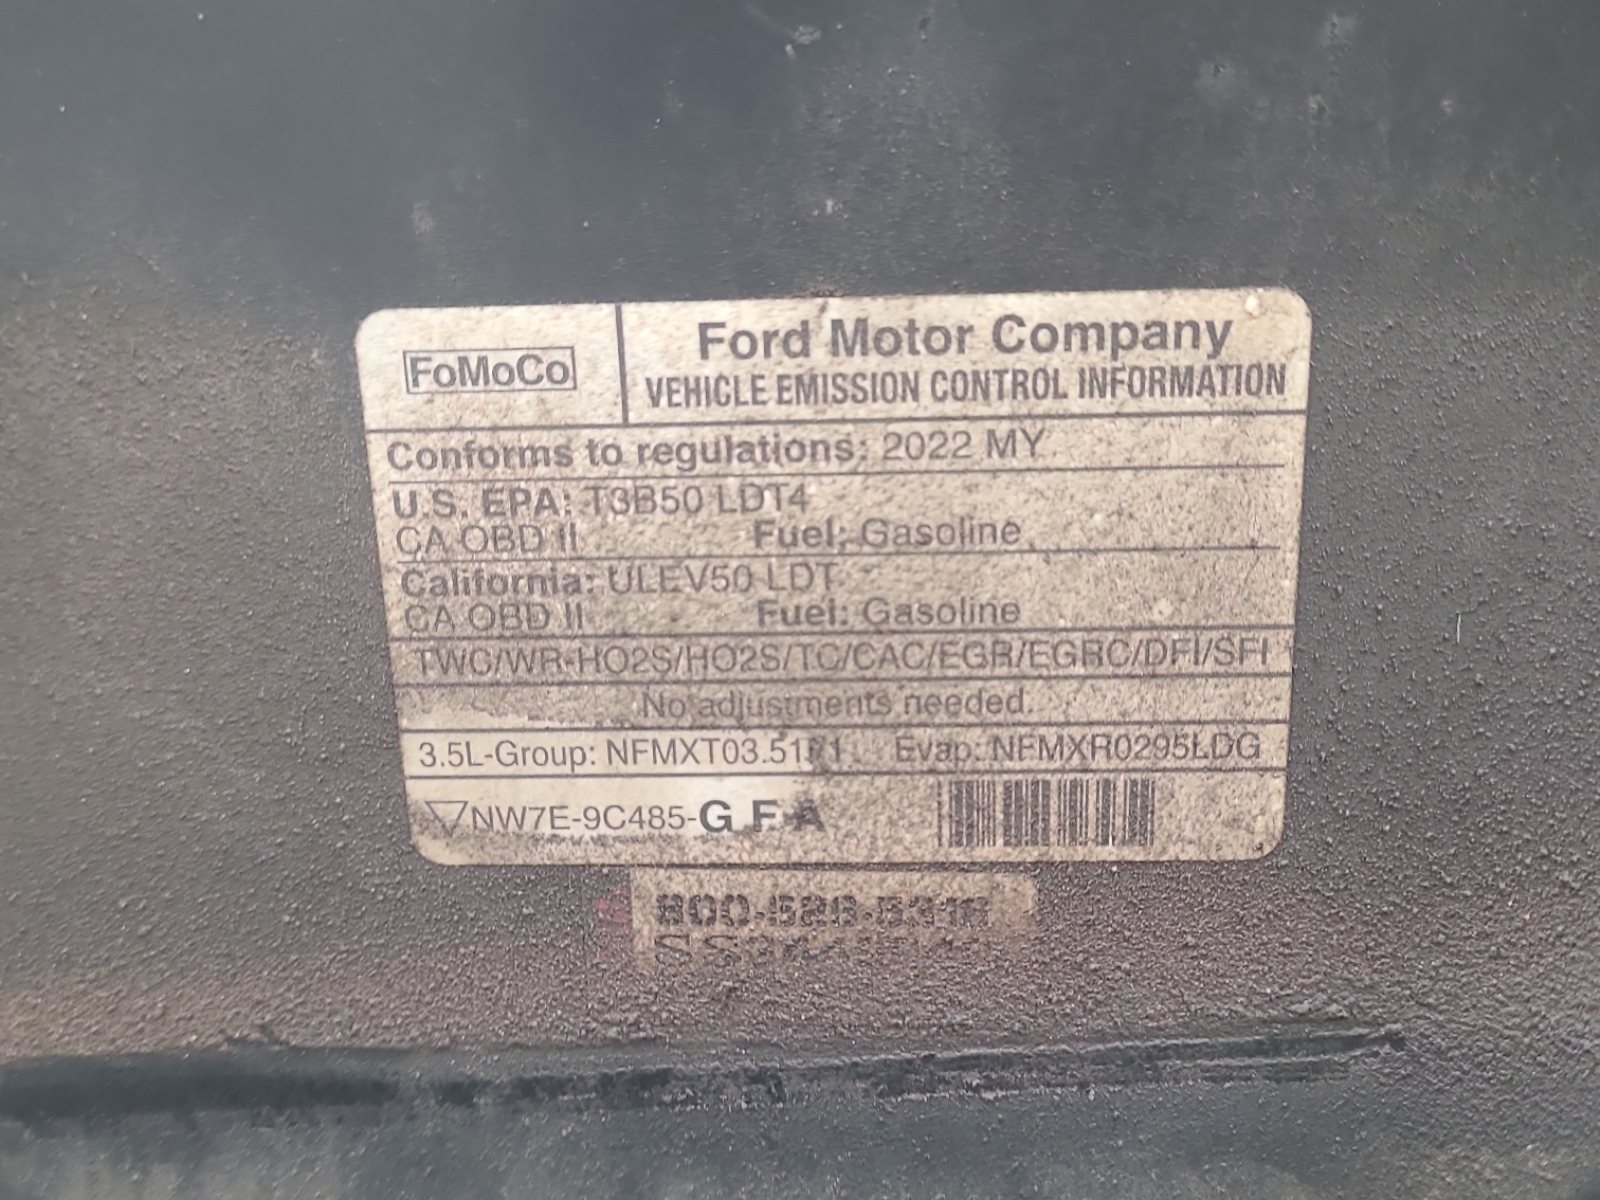 FoMoCo
Ford Motor Company
VEHICLE EMISSION CONTROL INFORMATION
Conforms to regulations: 2022 MY
U.S. EPA: T3B50 LDT4
CA OBD II Fuel: Gasoline
California: ULEV50 LDT
CA OBD II Fuel: Gasoline
TWC/WR-HO2S/HO2S/TC/CAC/EGR/EGRC/DFI/SFI
No adjustments needed.
3.5L-Group: Evap: NFMXR0295LDG
NW7E-9C485-G F A